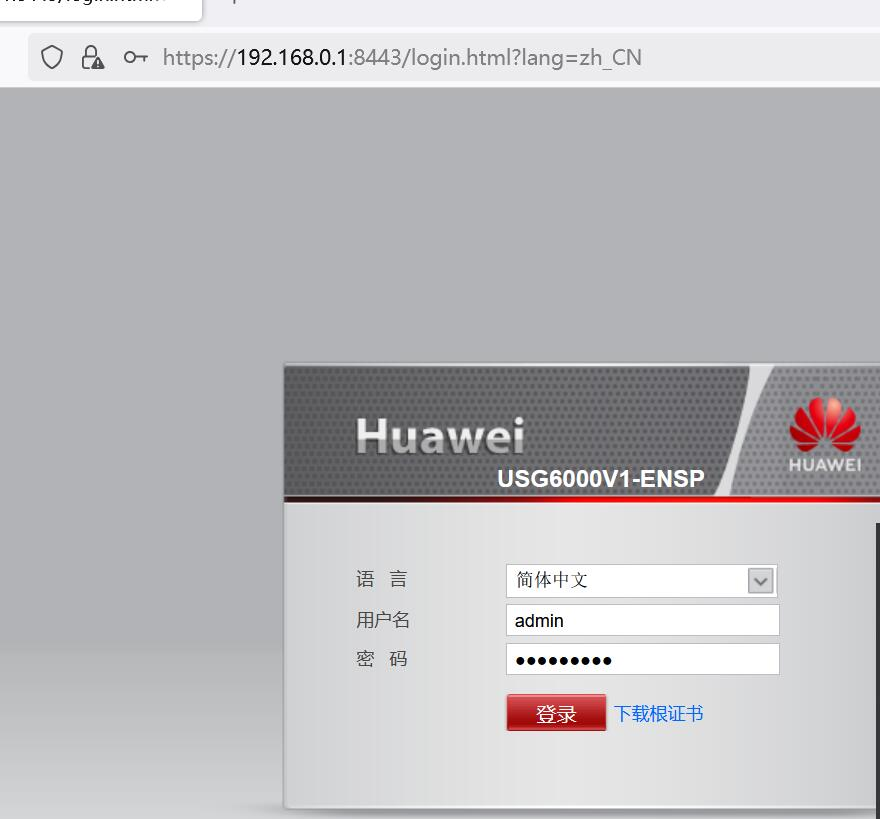 https://192.168.0.1:8443/login.html?lang=zh_CN
Huawei
HUAWEI
USG6000V1-ENSP
语 言 简体中文
用户名 admin
密 码 ●●●●●●●●●
登录 下载根证书